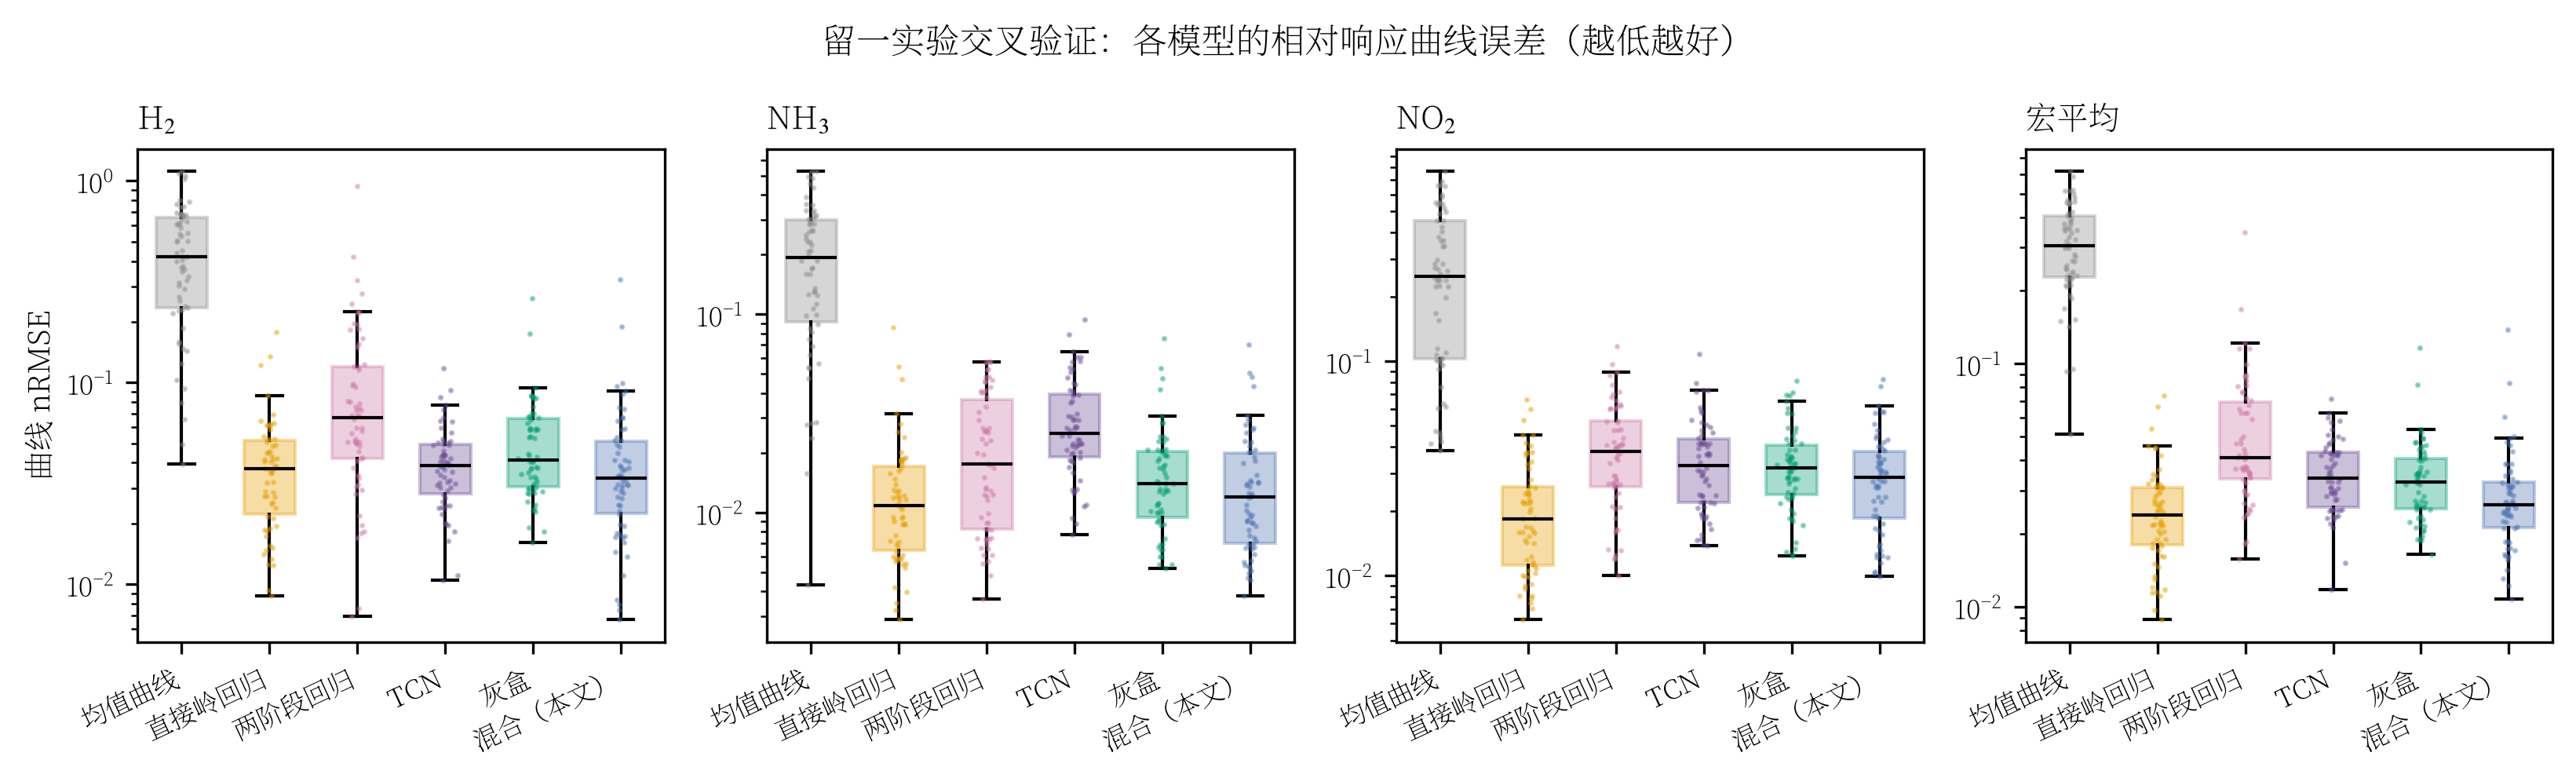 留一实验交叉验证：各模型的相对响应曲线误差（越低越好）
H₂
曲线 nRMSE
10⁰
10⁻¹
10⁻²
均值曲线
直接岭回归
两阶段回归
TCN
灰盒
混合（本文）
NH₃
10⁻¹
10⁻²
均值曲线
直接岭回归
两阶段回归
TCN
灰盒
混合（本文）
NO₂
10⁻¹
10⁻²
均值曲线
直接岭回归
两阶段回归
TCN
灰盒
混合（本文）
宏平均
10⁻¹
10⁻²
均值曲线
直接岭回归
两阶段回归
TCN
灰盒
混合（本文）